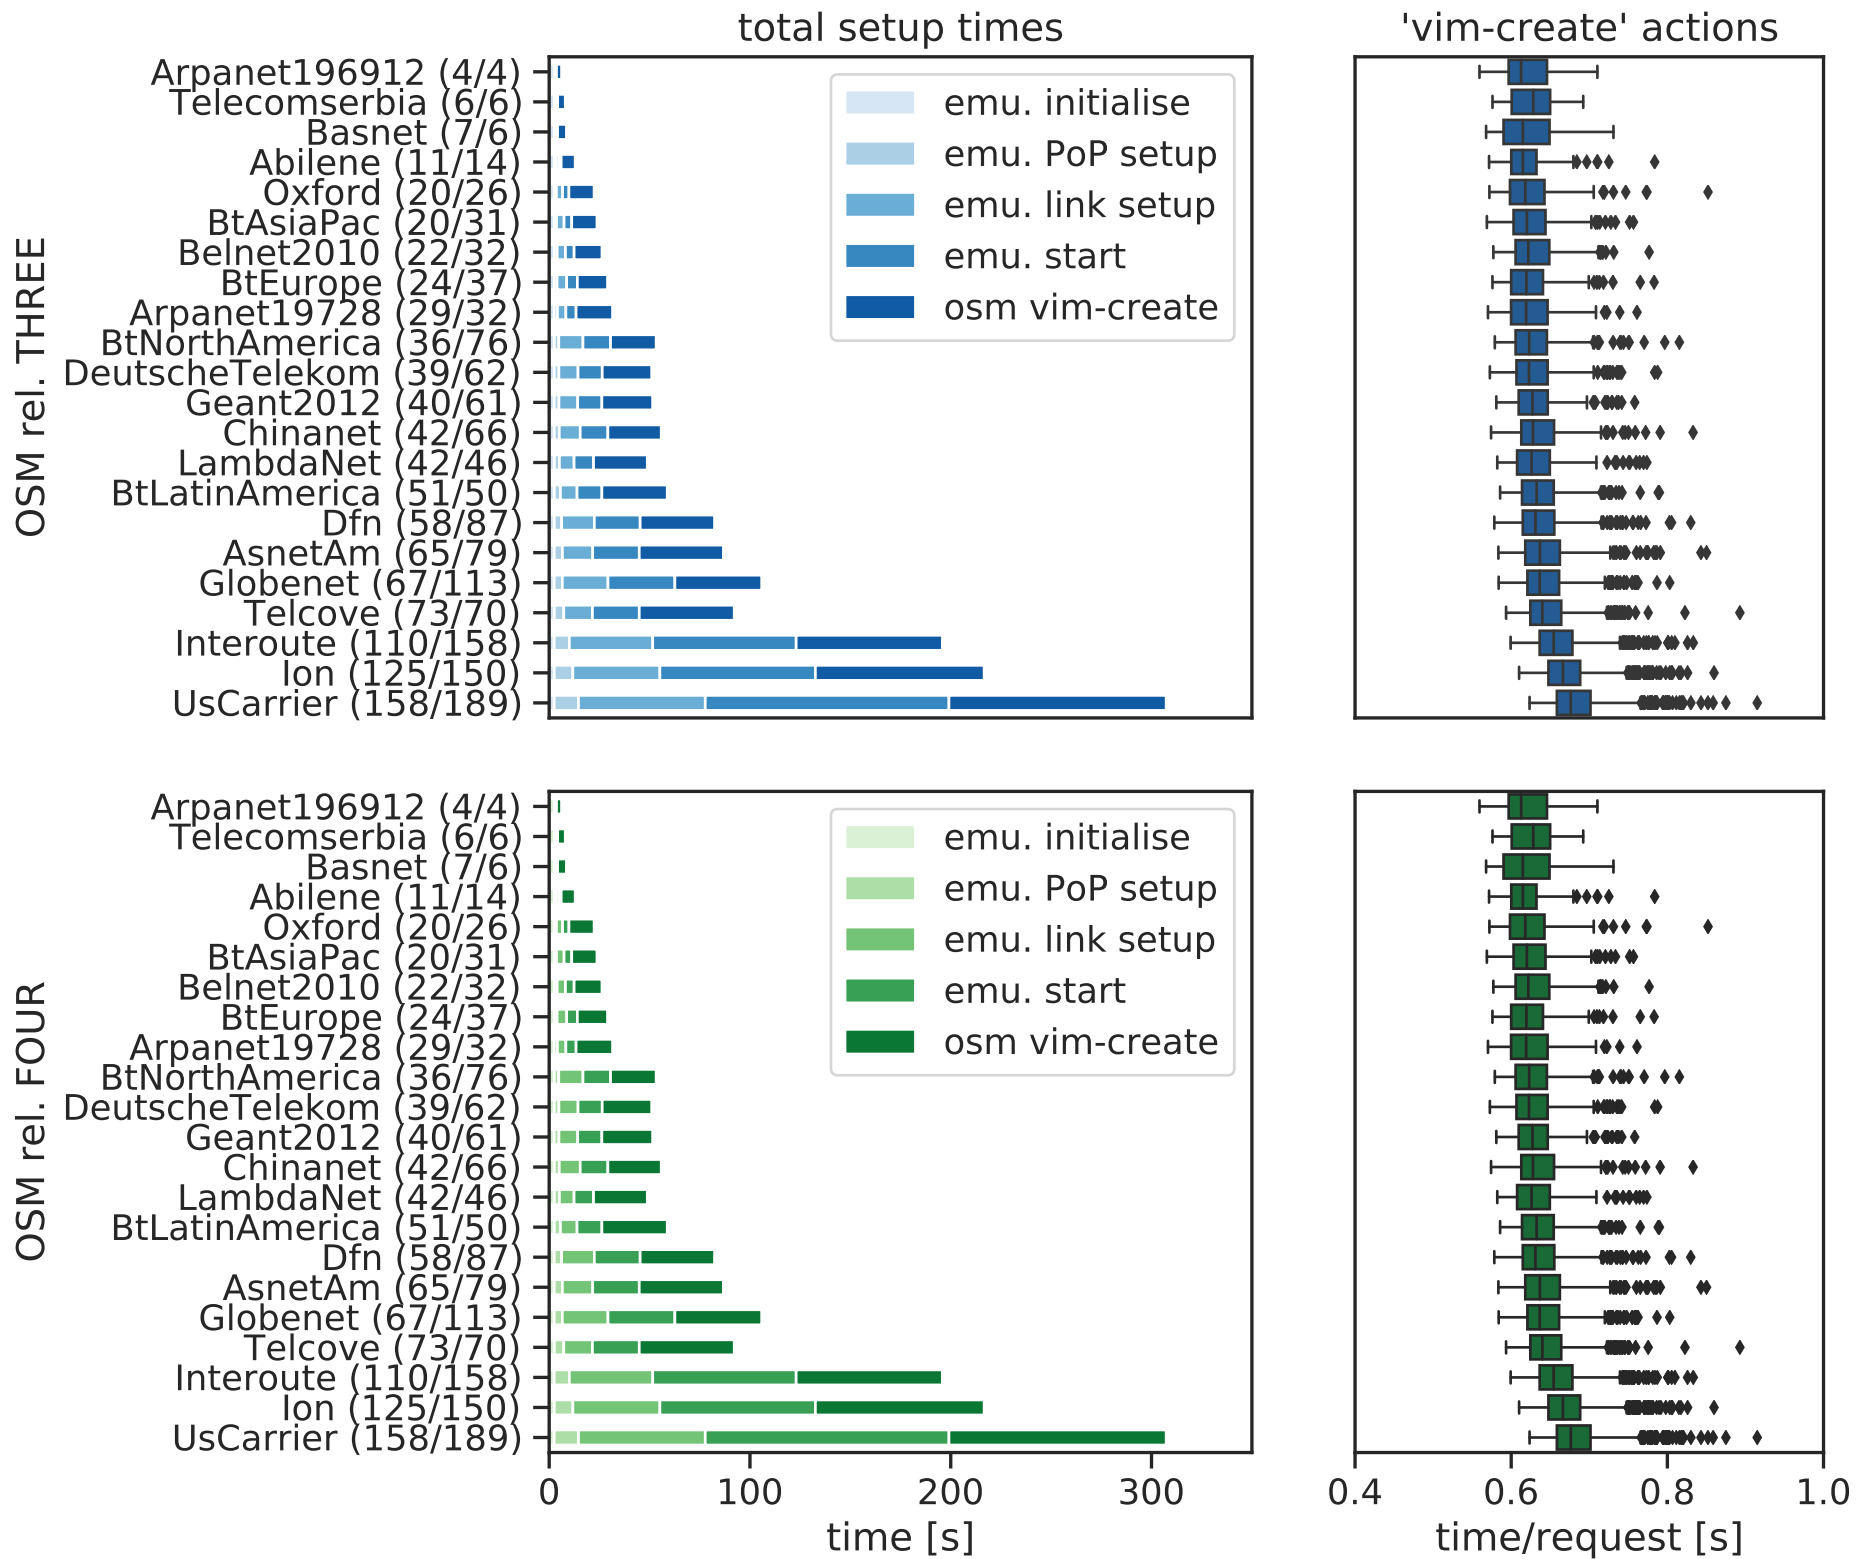 total setup times
'vim-create' actions
OSM rel. THREE
Arpanet196912 (4/4)
Telecomserbia (6/6)
Basnet (7/6)
Abilene (11/14)
Oxford (20/26)
BtAsiaPac (20/31)
Belnet2010 (22/32)
BtEurope (24/37)
Arpanet19728 (29/32)
BtNorthAmerica (36/76)
DeutscheTelekom (39/62)
Geant2012 (40/61)
Chinanet (42/66)
LambdaNet (42/46)
BtLatinAmerica (51/50)
Dfn (58/87)
AsnetAm (65/79)
Globenet (67/113)
Telcove (73/70)
Interoute (110/158)
Ion (125/150)
UsCarrier (158/189)
emu. initialise
emu. PoP setup
emu. link setup
emu. start
osm vim-create
OSM rel. FOUR
Arpanet196912 (4/4)
Telecomserbia (6/6)
Basnet (7/6)
Abilene (11/14)
Oxford (20/26)
BtAsiaPac (20/31)
Belnet2010 (22/32)
BtEurope (24/37)
Arpanet19728 (29/32)
BtNorthAmerica (36/76)
DeutscheTelekom (39/62)
Geant2012 (40/61)
Chinanet (42/66)
LambdaNet (42/46)
BtLatinAmerica (51/50)
Dfn (58/87)
AsnetAm (65/79)
Globenet (67/113)
Telcove (73/70)
Interoute (110/158)
Ion (125/150)
UsCarrier (158/189)
emu. initialise
emu. PoP setup
emu. link setup
emu. start
osm vim-create
0 100 200 300
time [s]
0.4 0.6 0.8 1.0
time/request [s]